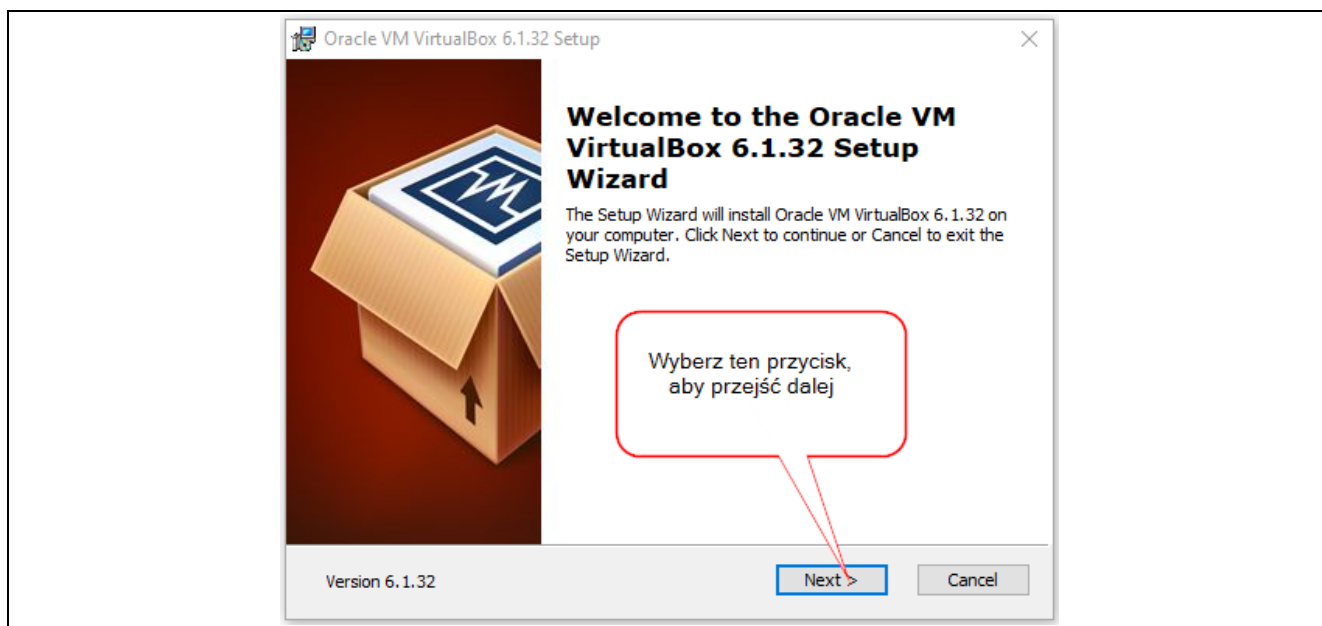 Oracle VM VirtualBox 6.1.32 Setup
Welcome to the Oracle VM
VirtualBox 6.1.32 Setup
Wizard
The Setup Wizard will install Oracle VM VirtualBox 6.1.32 on
your computer. Click Next to continue or Cancel to exit the
Setup Wizard.
Wyberz ten przycisk,
aby przejść dalej
Version 6.1.32
Next >
Cancel